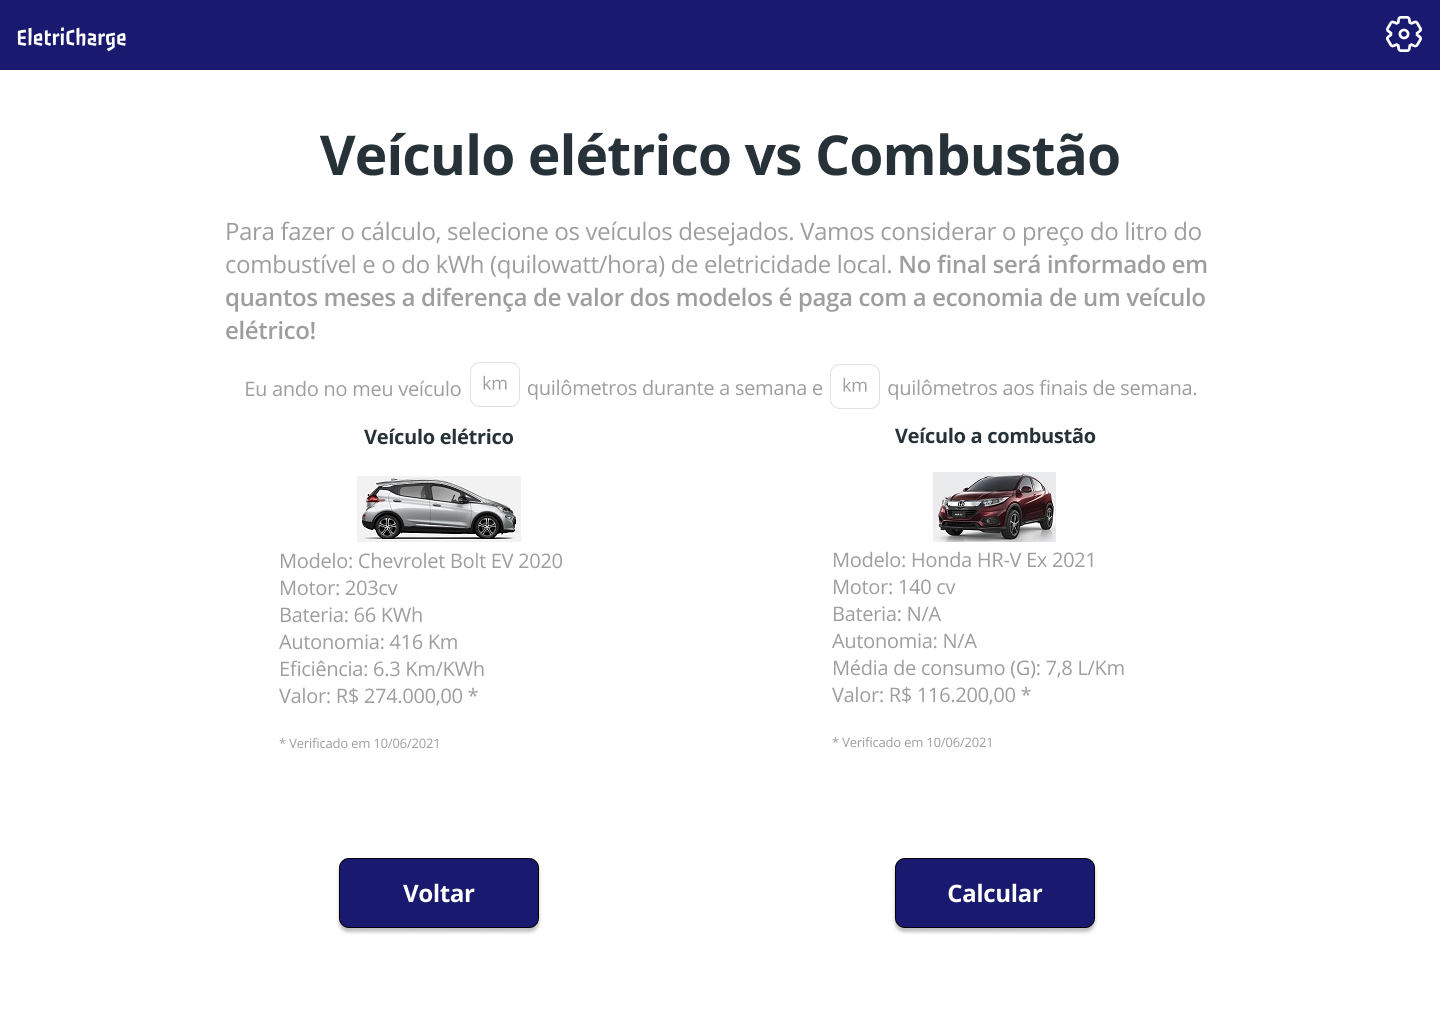 EletriCharge
Veículo elétrico vs Combustão
Para fazer o cálculo, selecione os veículos desejados. Vamos considerar o preço do litro do
combustível e o do kWh (quilowatt/hora) de eletricidade local. No final será informado em
quantos meses a diferença de valor dos modelos é paga com a economia de um veículo
elétrico!
Eu ando no meu veículo km quilômetros durante a semana e km quilômetros aos finais de semana.
Veículo elétrico
Modelo: Chevrolet Bolt EV 2020
Motor: 203cv
Bateria: 66 KWh
Autonomia: 416 Km
Eficiência: 6.3 Km/KWh
Valor: R$ 274.000,00 *
* Verificado em 10/06/2021
Veículo a combustão
Modelo: Honda HR-V Ex 2021
Motor: 140 cv
Bateria: N/A
Autonomia: N/A
Média de consumo (G): 7,8 L/Km
Valor: R$ 116.200,00 *
* Verificado em 10/06/2021
Voltar
Calcular